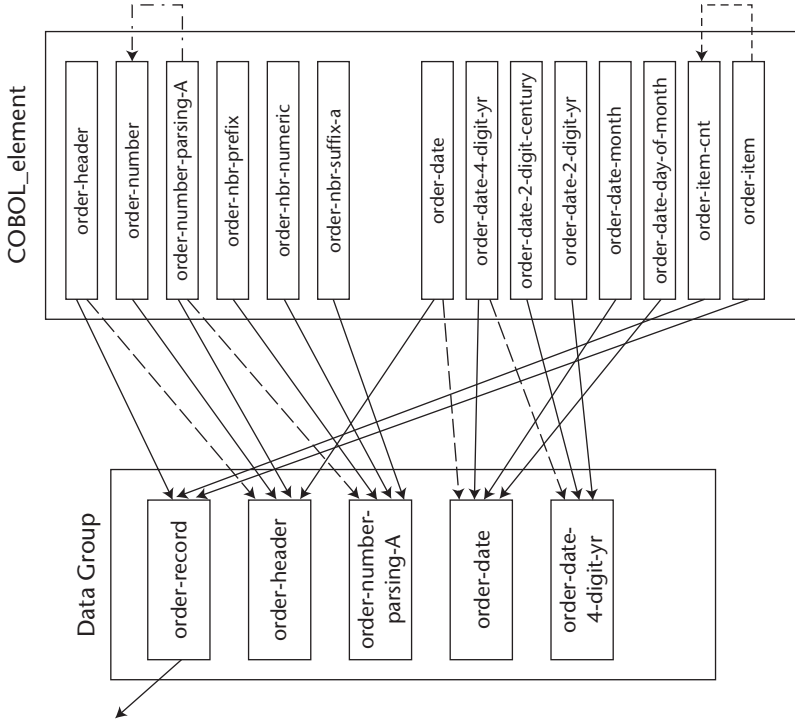 COBOL_element
order-header
order-number
order-number-parsing-A
order-nbr-prefix
order-nbr-numeric
order-nbr-suffix-a
order-date
order-date-4-digit-yr
order-date-2-digit-century
order-date-2-digit-yr
order-date-month
order-date-day-of-month
order-item-cnt
order-item
Data Group
order-record
order-header
order-number-
parsing-A
order-date
order-date-
4-digit-yr